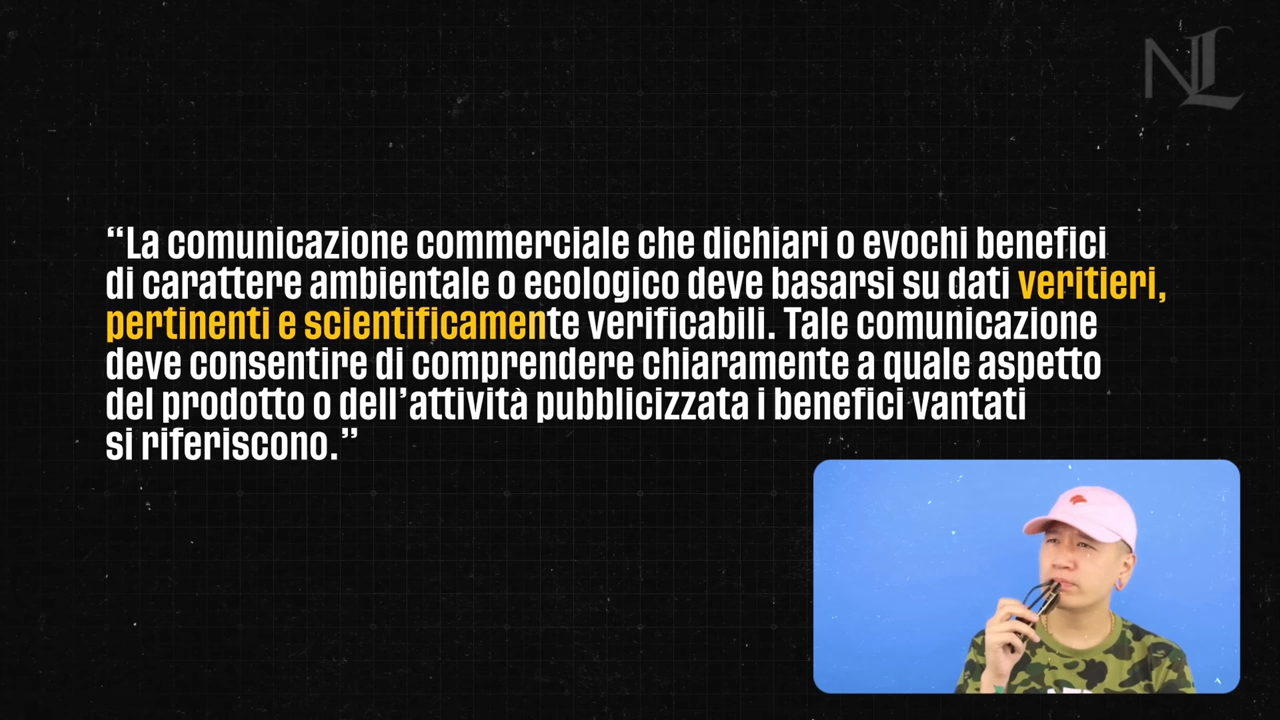 NL
“La comunicazione commerciale che dichiari o evochi benefici
di carattere ambientale o ecologico deve basarsi su dati veritieri,
pertinenti e scientificamente verificabili. Tale comunicazione
deve consentire di comprendere chiaramente a quale aspetto
del prodotto o dell’attività pubblicizzata i benefici vantati
si riferiscono.”